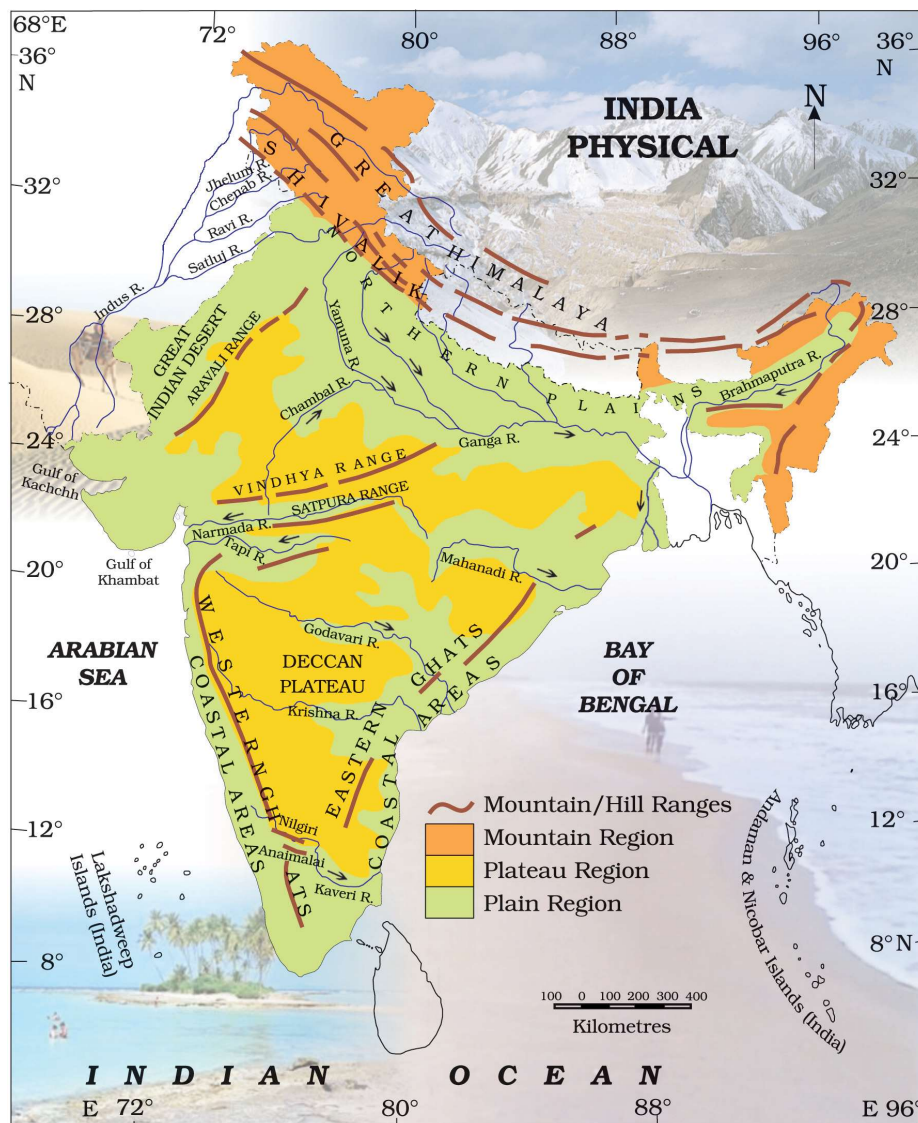 68°E
72°
80°
88°
96°
36°
N
36°
N
INDIA
PHYSICAL
N
GREAT HIMALAYA
SHIVALIK
32°
32°
Jhelum R.
Chenab R.
Ravi R.
Satluj R.
Indus R.
NORTHERN PLAINS
28°
28°
GREAT
INDIAN DESERT
ARAVALI RANGE
Yamuna R.
Chambal R.
Ganga R.
Brahmaputra R.
24°
24°
Gulf of
Kachchh
VINDHYA RANGE
SATPURA RANGE
Narmada R.
Tapi R.
Mahanadi R.
Gulf of
Khambat
20°
20°
WESTERN GHATS
COASTAL AREAS
Godavari R.
DECCAN
PLATEAU
Krishna R.
EASTERN GHATS
COASTAL AREAS
ARABIAN
SEA
BAY
OF
BENGAL
16°
16°
Nilgiri
Anaimalai
Kaveri R.
12°
12°
Mountain/Hill Ranges
Mountain Region
Plateau Region
Plain Region
Lakshadweep
Islands (India)
Andaman & Nicobar Islands (India)
8°
8° N
100 0 100 200 300 400
Kilometres
INDIAN OCEAN
E 72°
80°
88°
E 96°